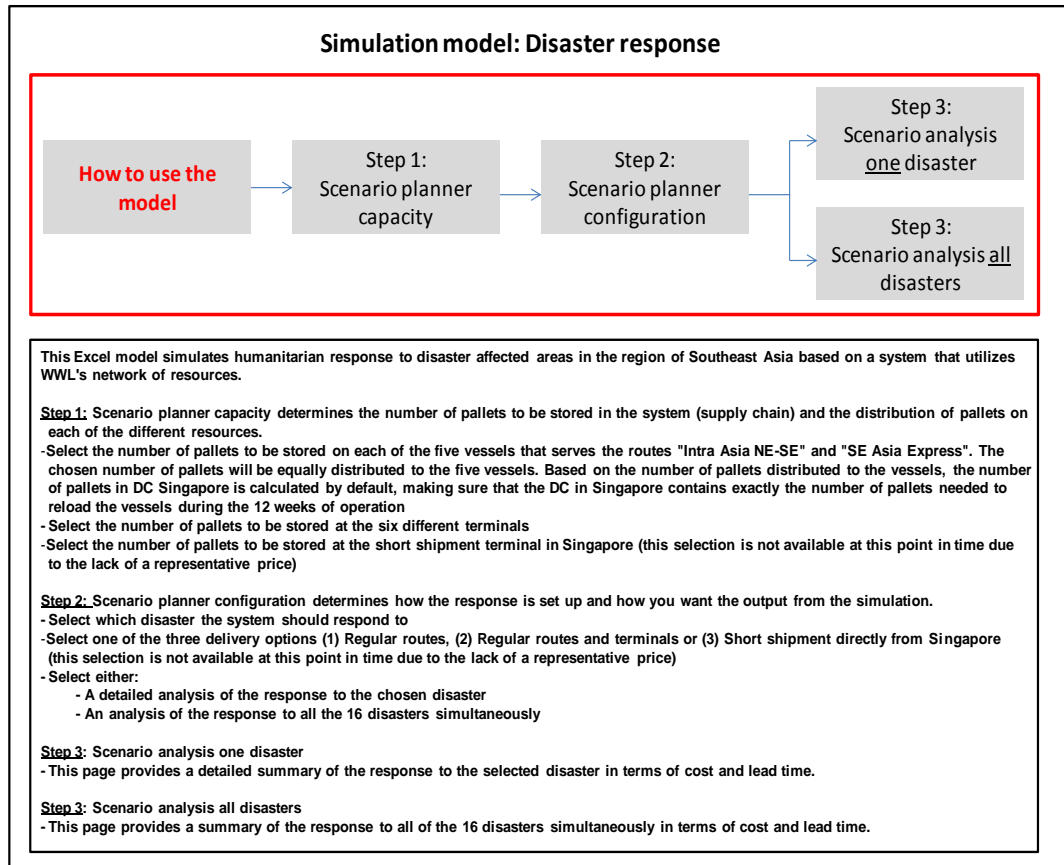 Simulation model: Disaster response
How to use the
model
Step 1:
Scenario planner
capacity
Step 2:
Scenario planner
configuration
Step 3:
Scenario analysis
one disaster
Step 3:
Scenario analysis all
disasters
This Excel model simulates humanitarian response to disaster affected areas in the region of Southeast Asia based on a system that utilizes
WWL's network of resources.
Step 1: Scenario planner capacity determines the number of pallets to be stored in the system (supply chain) and the distribution of pallets on
each of the different resources.
-Select the number of pallets to be stored on each of the five vessels that serves the routes "Intra Asia NE-SE" and "SE Asia Express". The
chosen number of pallets will be equally distributed to the five vessels. Based on the number of pallets distributed to the vessels, the number
of pallets in DC Singapore is calculated by default, making sure that the DC in Singapore contains exactly the number of pallets needed to
reload the vessels during the 12 weeks of operation
- Select the number of pallets to be stored at the six different terminals
-Select the number of pallets to be stored at the short shipment terminal in Singapore (this selection is not available at this point in time due
to the lack of a representative price)
Step 2: Scenario planner configuration determines how the response is set up and how you want the output from the simulation.
- Select which disaster the system should respond to
-Select one of the three delivery options (1) Regular routes, (2) Regular routes and terminals or (3) Short shipment directly from Singapore
(this selection is not available at this point in time due to the lack of a representative price)
- Select either:
- A detailed analysis of the response to the chosen disaster
- An analysis of the response to all the 16 disasters simultaneously
Step 3: Scenario analysis one disaster
- This page provides a detailed summary of the response to the selected disaster in terms of cost and lead time.
Step 3: Scenario analysis all disasters
- This page provides a summary of the response to all of the 16 disasters simultaneously in terms of cost and lead time.